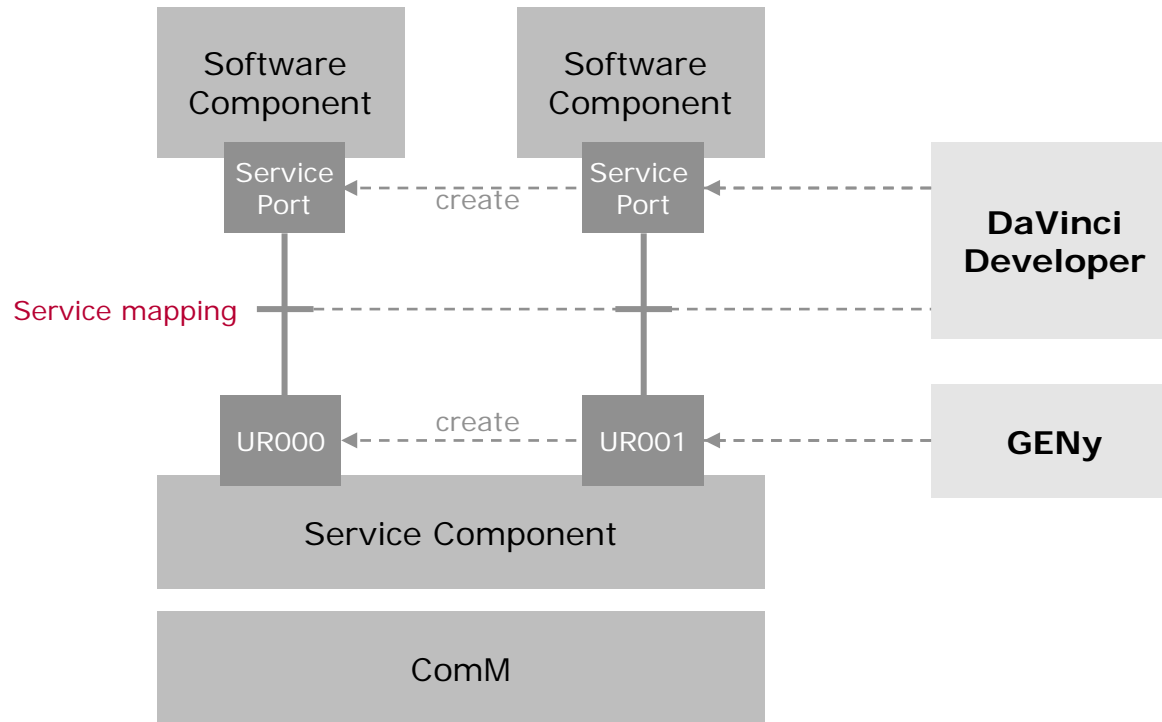 Software
Component
Software
Component
Service
Port
create
Service
Port
DaVinci
Developer
Service mapping
UR000
create
UR001
GENy
Service Component
ComM